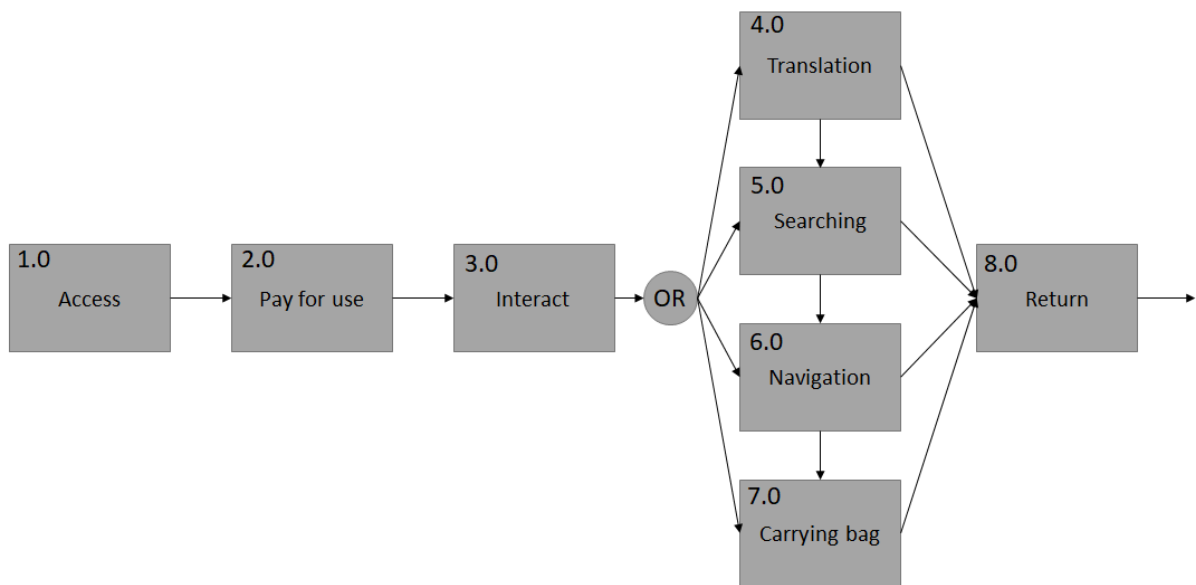 1.0
Access
2.0
Pay for use
3.0
Interact
OR
4.0
Translation
5.0
Searching
6.0
Navigation
7.0
Carrying bag
8.0
Return